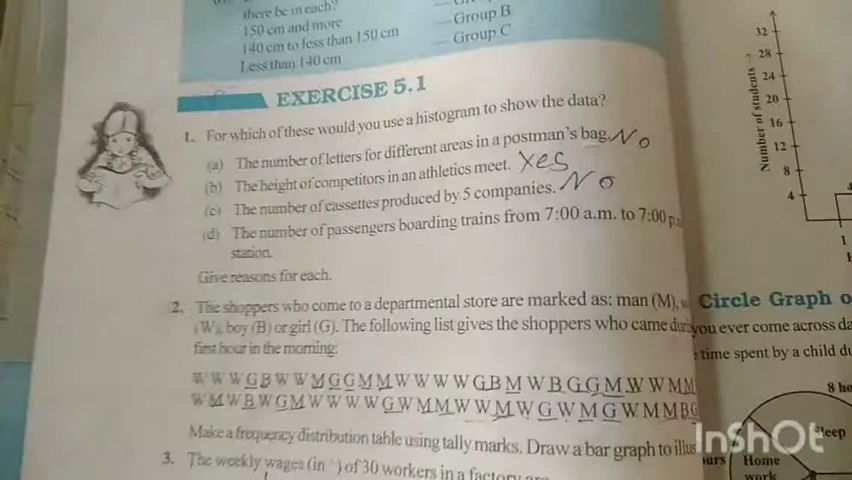 there be in each?
150 cm and more
140 cm to less than 150 cm — Group B
Less than 140 cm — Group C
EXERCISE 5.1
1. For which of these would you use a histogram to show the data?
(a) The number of letters for different areas in a postman's bag. No
(b) The height of competitors in an athletics meet. Yes
(c) The number of cassettes produced by 5 companies. No
(d) The number of passengers boarding trains from 7:00 a.m. to 7:00 p
station.
Give reasons for each.
2. The shoppers who come to a departmental store are marked as: man (M),
(W), boy (B) or girl (G). The following list gives the shoppers who came
first hour in the morning:
W W W G B W W M G G M M W W W W G B M W B G G M W W M M
W M W B W G M W W W W G W M M W W M W G W M G W M M B G
Make a frequency distribution table using tally marks. Draw a bar graph to
3. The weekly wages (in `) of 30 workers in a factory are
32
28
24
20
16
12
8
4
Number of students
1
Circle Graph
you ever come across
time spent by a child
8
Sleep
Home
work
InShOt